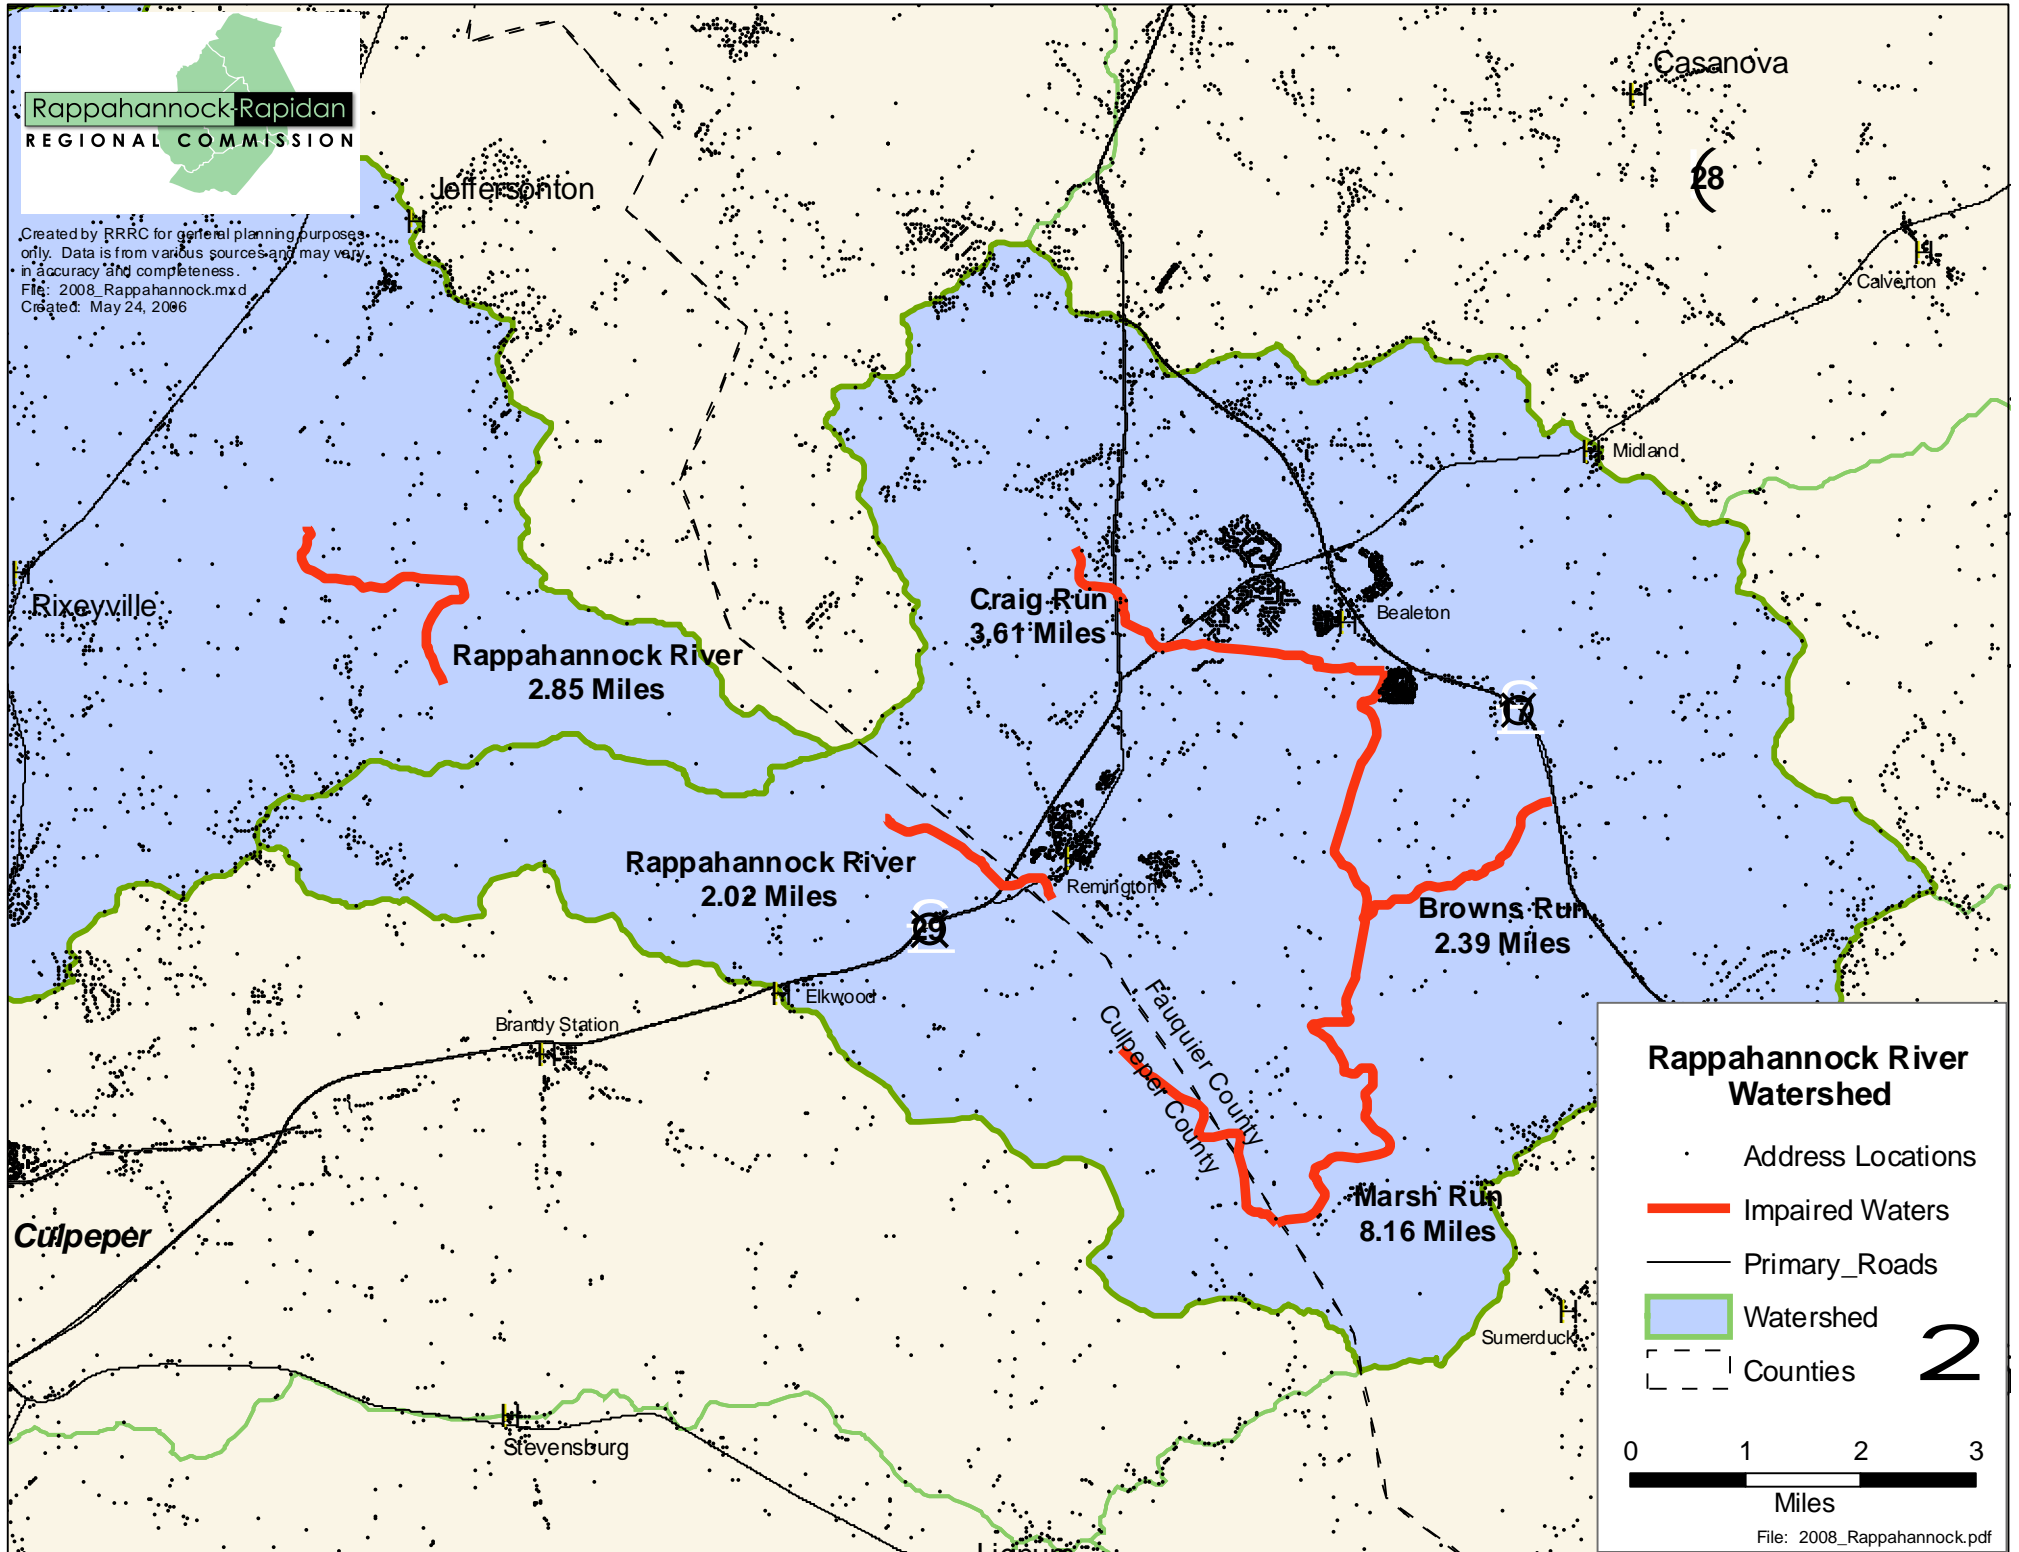 Rappahannock-Rapidan
REGIONAL COMMISSION
Created by RRRC for general planning purposes
only. Data is from various sources and may vary
in accuracy and completeness.
File: 2008_Rappahannock.mxd
Created: May 24, 2006
Casanova
28
Jeffersonton
Calverton
Midland
Rixeyville
Craig Run
3.61 Miles
Bealeton
Rappahannock River
2.85 Miles
17
Rappahannock River
2.02 Miles
Remington
29
Browns Run
2.39 Miles
Elkwood
Brandy Station
Fauquier County
Culpeper County
Culpeper
Marsh Run
8.16 Miles
Sumerduck
Stevensburg
Rappahannock River
Watershed
Address Locations
Impaired Waters
Primary_Roads
Watershed
Counties
2
0 1 2 3
Miles
File: 2008_Rappahannock.pdf